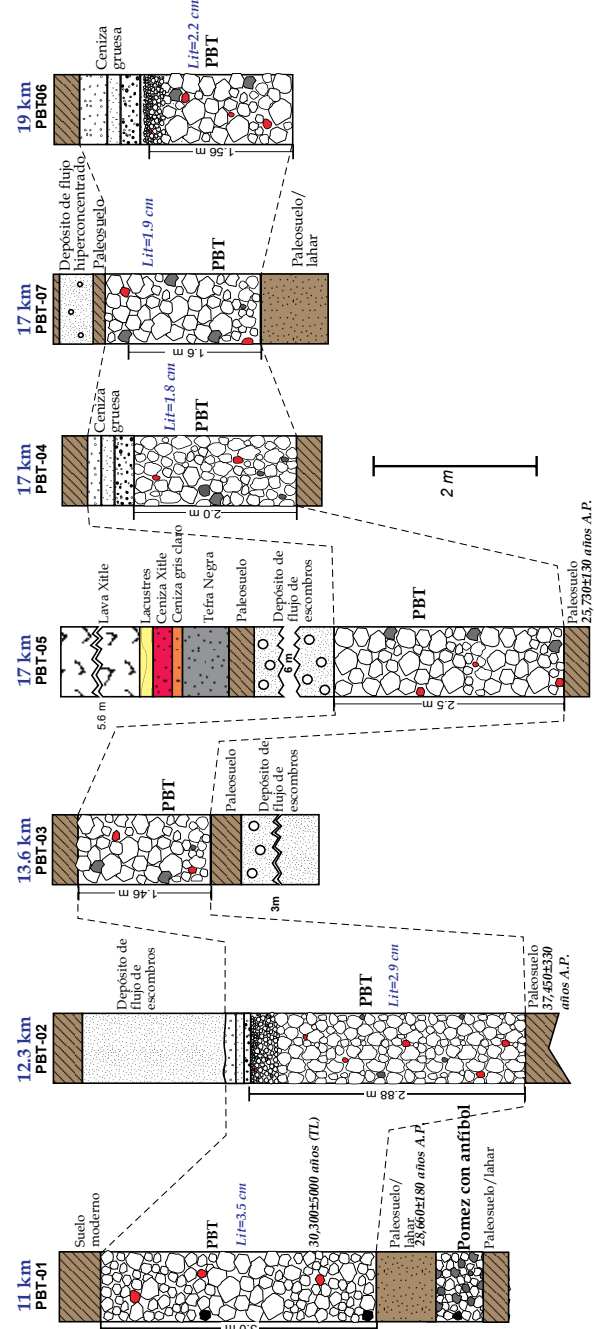 11 km
PBT-01
Suelo
moderno
PBT
Lit=3.5 cm
30,300±5000 años (TL)
3.0 m
Paleosuelo/
lahar
28,660±180 años A.P.
Pomez con anfíbol
Paleosuelo/lahar
12.3 km
PBT-02
Depósito de
flujo de
escombros
PBT
Lit=2.9 cm
2.88 m
Paleosuelo
37,450±330
años A.P.
13.6 km
PBT-03
PBT
1.46 m
Paleosuelo
Depósito de
flujo de
escombros
3m
17 km
PBT-05
5.6 m
Lava Xitle
Lacustres
Ceniza Xitle
Ceniza gris claro
Tefra Negra
Paleosuelo
Depósito de
flujo de
escombros
6 m
PBT
2.5 m
Paleosuelo
25,730±130 años A.P.
17 km
PBT-04
Ceniza
gruesa
Lit=1.8 cm
PBT
2.0 m
2 m
17 km
PBT-07
Depósito de flujo
hiperconcentrado
Paleosuelo
Lit=1.9 cm
PBT
1.6 m
Paleosuelo/
lahar
19 km
PBT-06
Ceniza
gruesa
Lit=2.2 cm
PBT
1.56 m